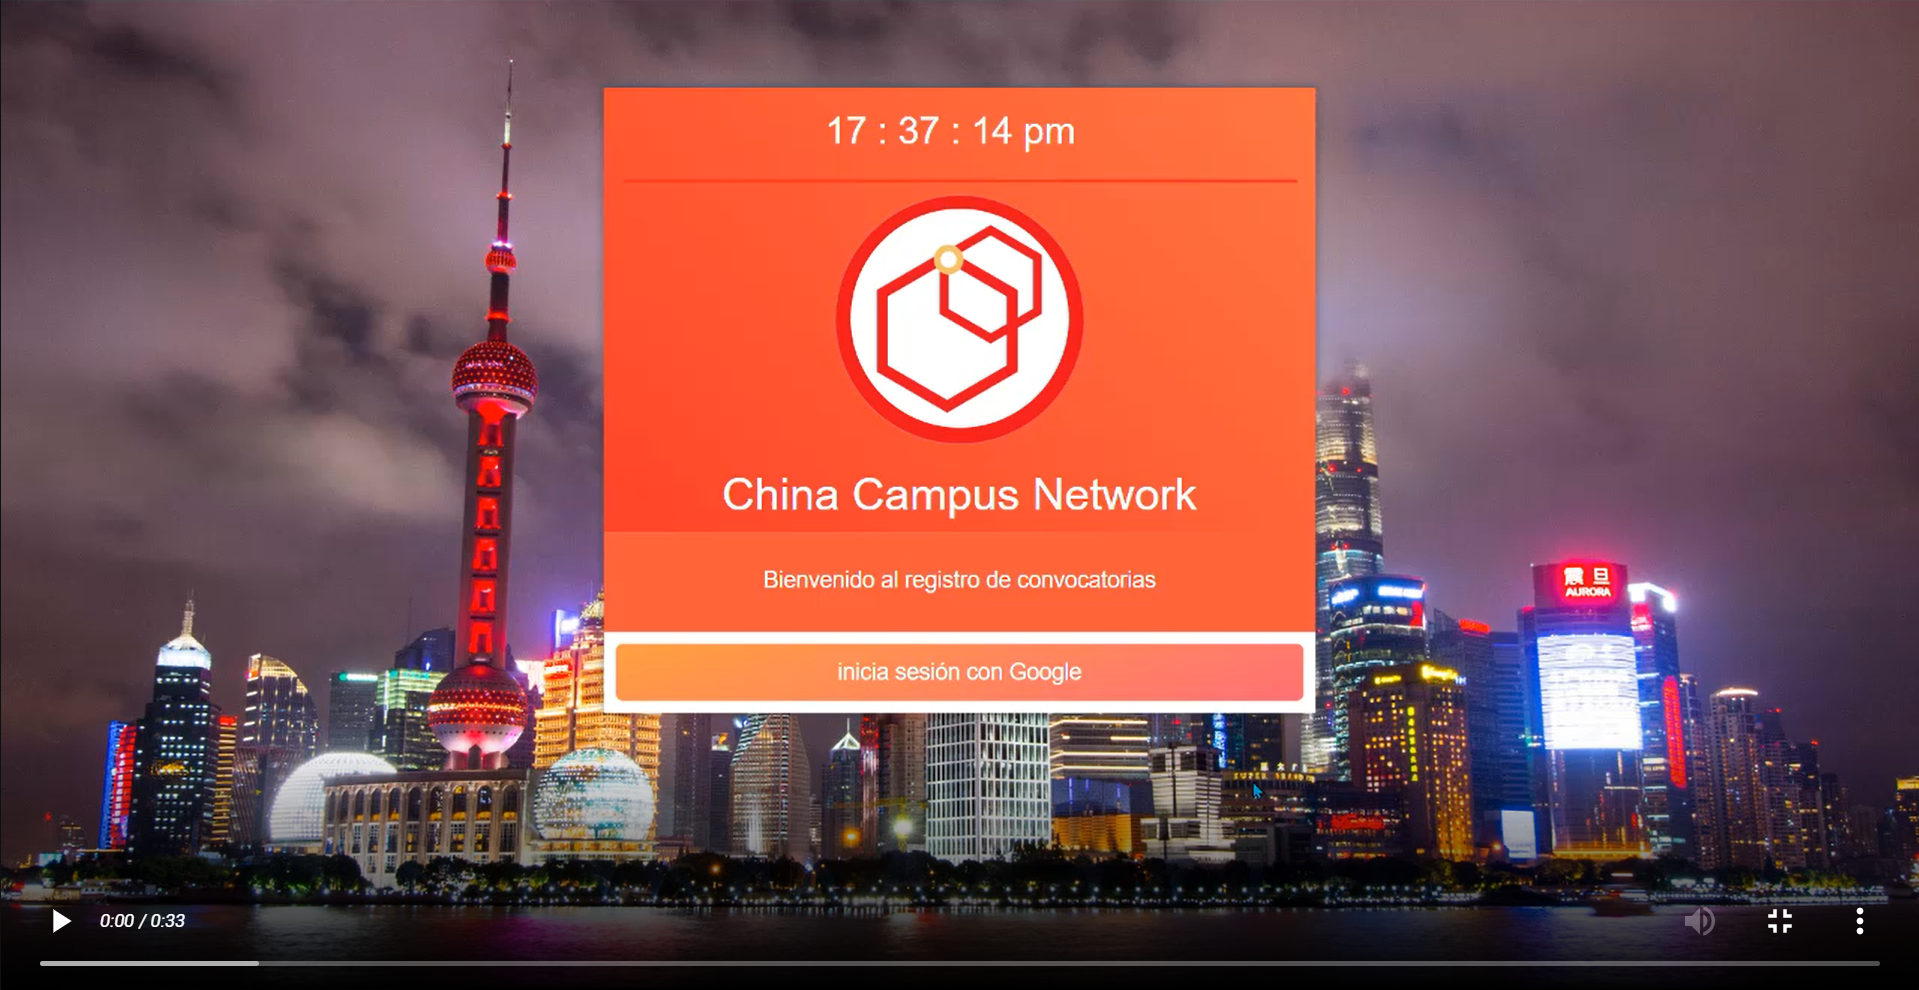 17 : 37 : 14 pm
China Campus Network
Bienvenido al registro de convocatorias
inicia sesión con Google
震旦
AURORA
0:00 / 0:33